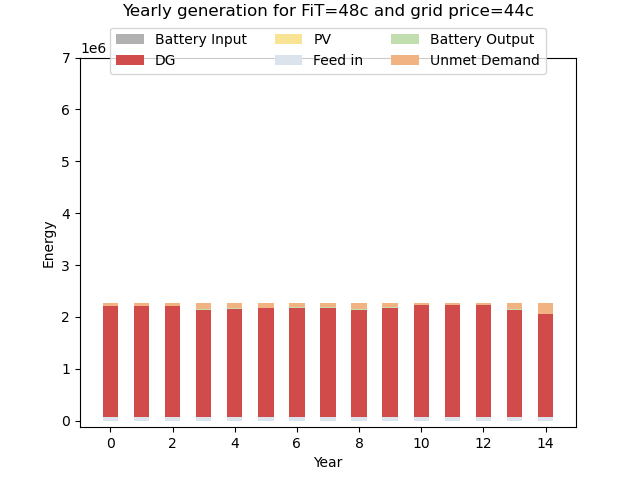 Yearly generation for FiT=48c and grid price=44c
1e6
Battery Input PV Battery Output
DG Feed in Unmet Demand
7
6
5
4
3
2
1
0
Energy
0 2 4 6 8 10 12 14
Year